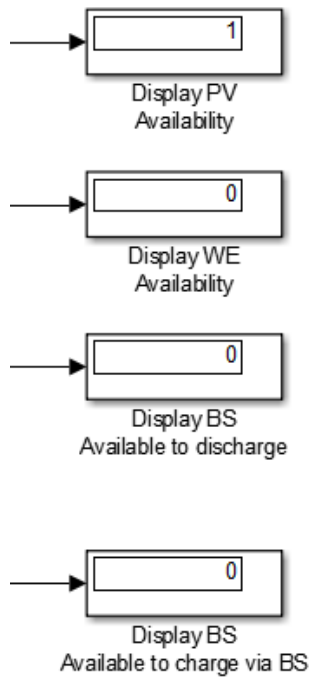 1
Display PV
Availability
0
Display WE
Availability
0
Display BS
Available to discharge
0
Display BS
Available to charge via BS